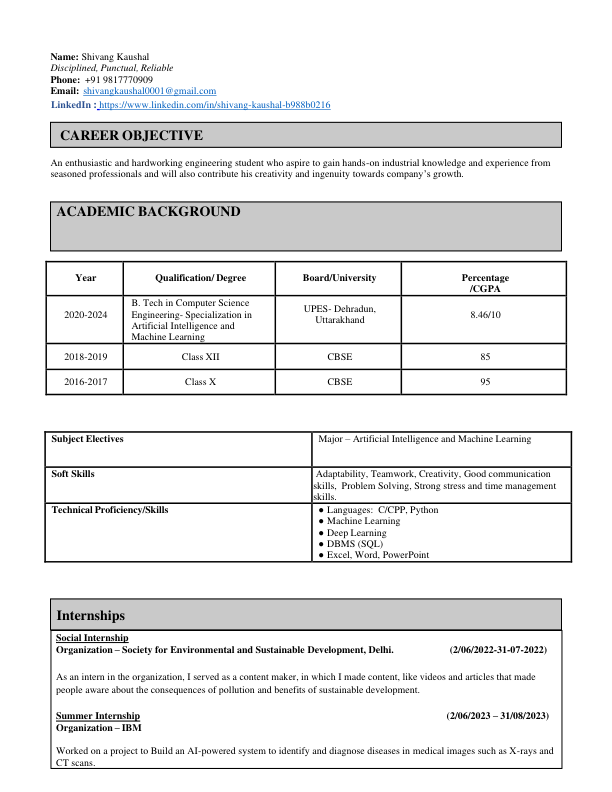 Name: Shivang Kaushal
Disciplined, Punctual, Reliable
Phone: +91 9817770909
Email: shivangkaushal0001@gmail.com
LinkedIn : https://www.linkedin.com/in/shivang-kaushal-b988b0216
CAREER OBJECTIVE
An enthusiastic and hardworking engineering student who aspire to gain hands-on industrial knowledge and experience from
seasoned professionals and will also contribute his creativity and ingenuity towards company's growth.
ACADEMIC BACKGROUND
Year Qualification/ Degree Board/University Percentage
/CGPA
2020-2024 B. Tech in Computer Science
Engineering- Specialization in
Artificial Intelligence and
Machine Learning
UPES- Dehradun,
Uttarakhand
8.46/10
2018-2019 Class XII CBSE 85
2016-2017 Class X CBSE 95
Subject Electives Major – Artificial Intelligence and Machine Learning
Soft Skills Adaptability, Teamwork, Creativity, Good communication
skills, Problem Solving, Strong stress and time management
skills.
Technical Proficiency/Skills ● Languages: C/CPP, Python
● Machine Learning
● Deep Learning
● DBMS (SQL)
● Excel, Word, PowerPoint
Internships
Social Internship
Organization – Society for Environmental and Sustainable Development, Delhi. (2/06/2022-31-07-2022)
As an intern in the organization, I served as a content maker, in which I made content, like videos and articles that made
people aware about the consequences of pollution and benefits of sustainable development.
Summer Internship (2/06/2023 – 31/08/2023)
Organization – IBM
Worked on a project to Build an AI-powered system to identify and diagnose diseases in medical images such as X-rays and
CT scans.